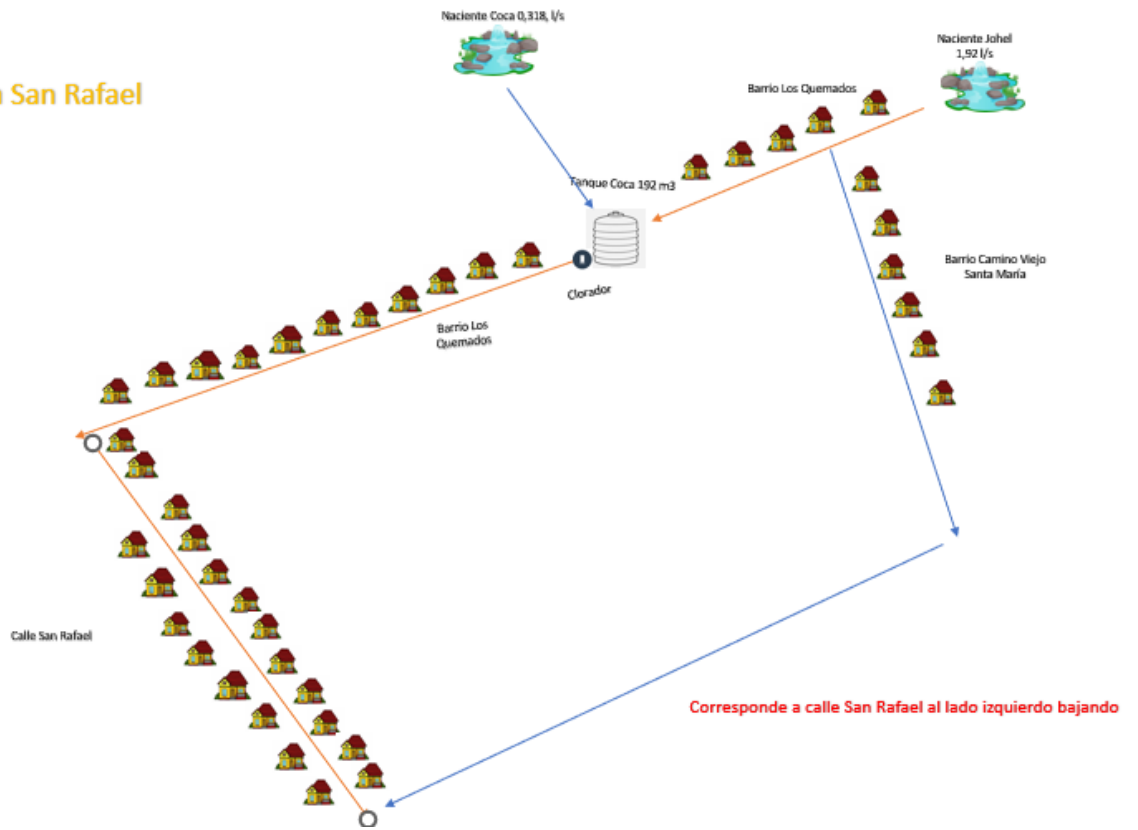 Naciente Coca 0,318, l/s
Naciente Johel
1,92 l/s
San Rafael
Barrio Los Quemados
Tanque Coca 192 m3
Barrio Camino Viejo
Santa María
Clorador
Barrio Los
Quemados
Calle San Rafael
Corresponde a calle San Rafael al lado izquierdo bajando